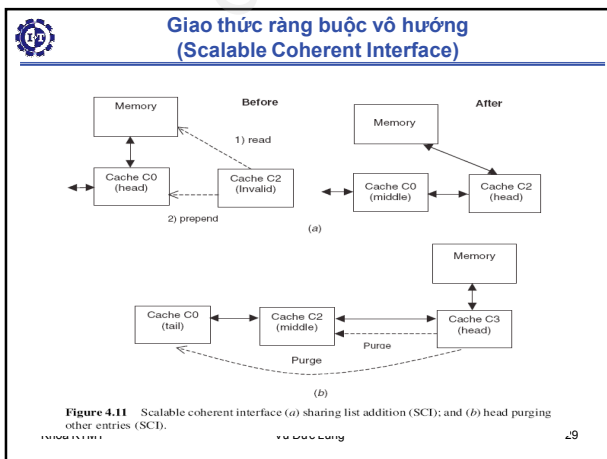 Giao thức ràng buộc vô hướng
(Scalable Coherent Interface)
Before
After
Memory
1) read
Memory
Cache C0
(head)
Cache C2
(Invalid)
Cache C0
(middle)
Cache C2
(head)
2) prepend
(a)
Memory
Cache C0
(tail)
Cache C2
(middle)
Cache C3
(head)
Purge
Purge
(b)
Figure 4.11 Scalable coherent interface (a) sharing list addition (SCI); and (b) head purging
other entries (SCI).
29